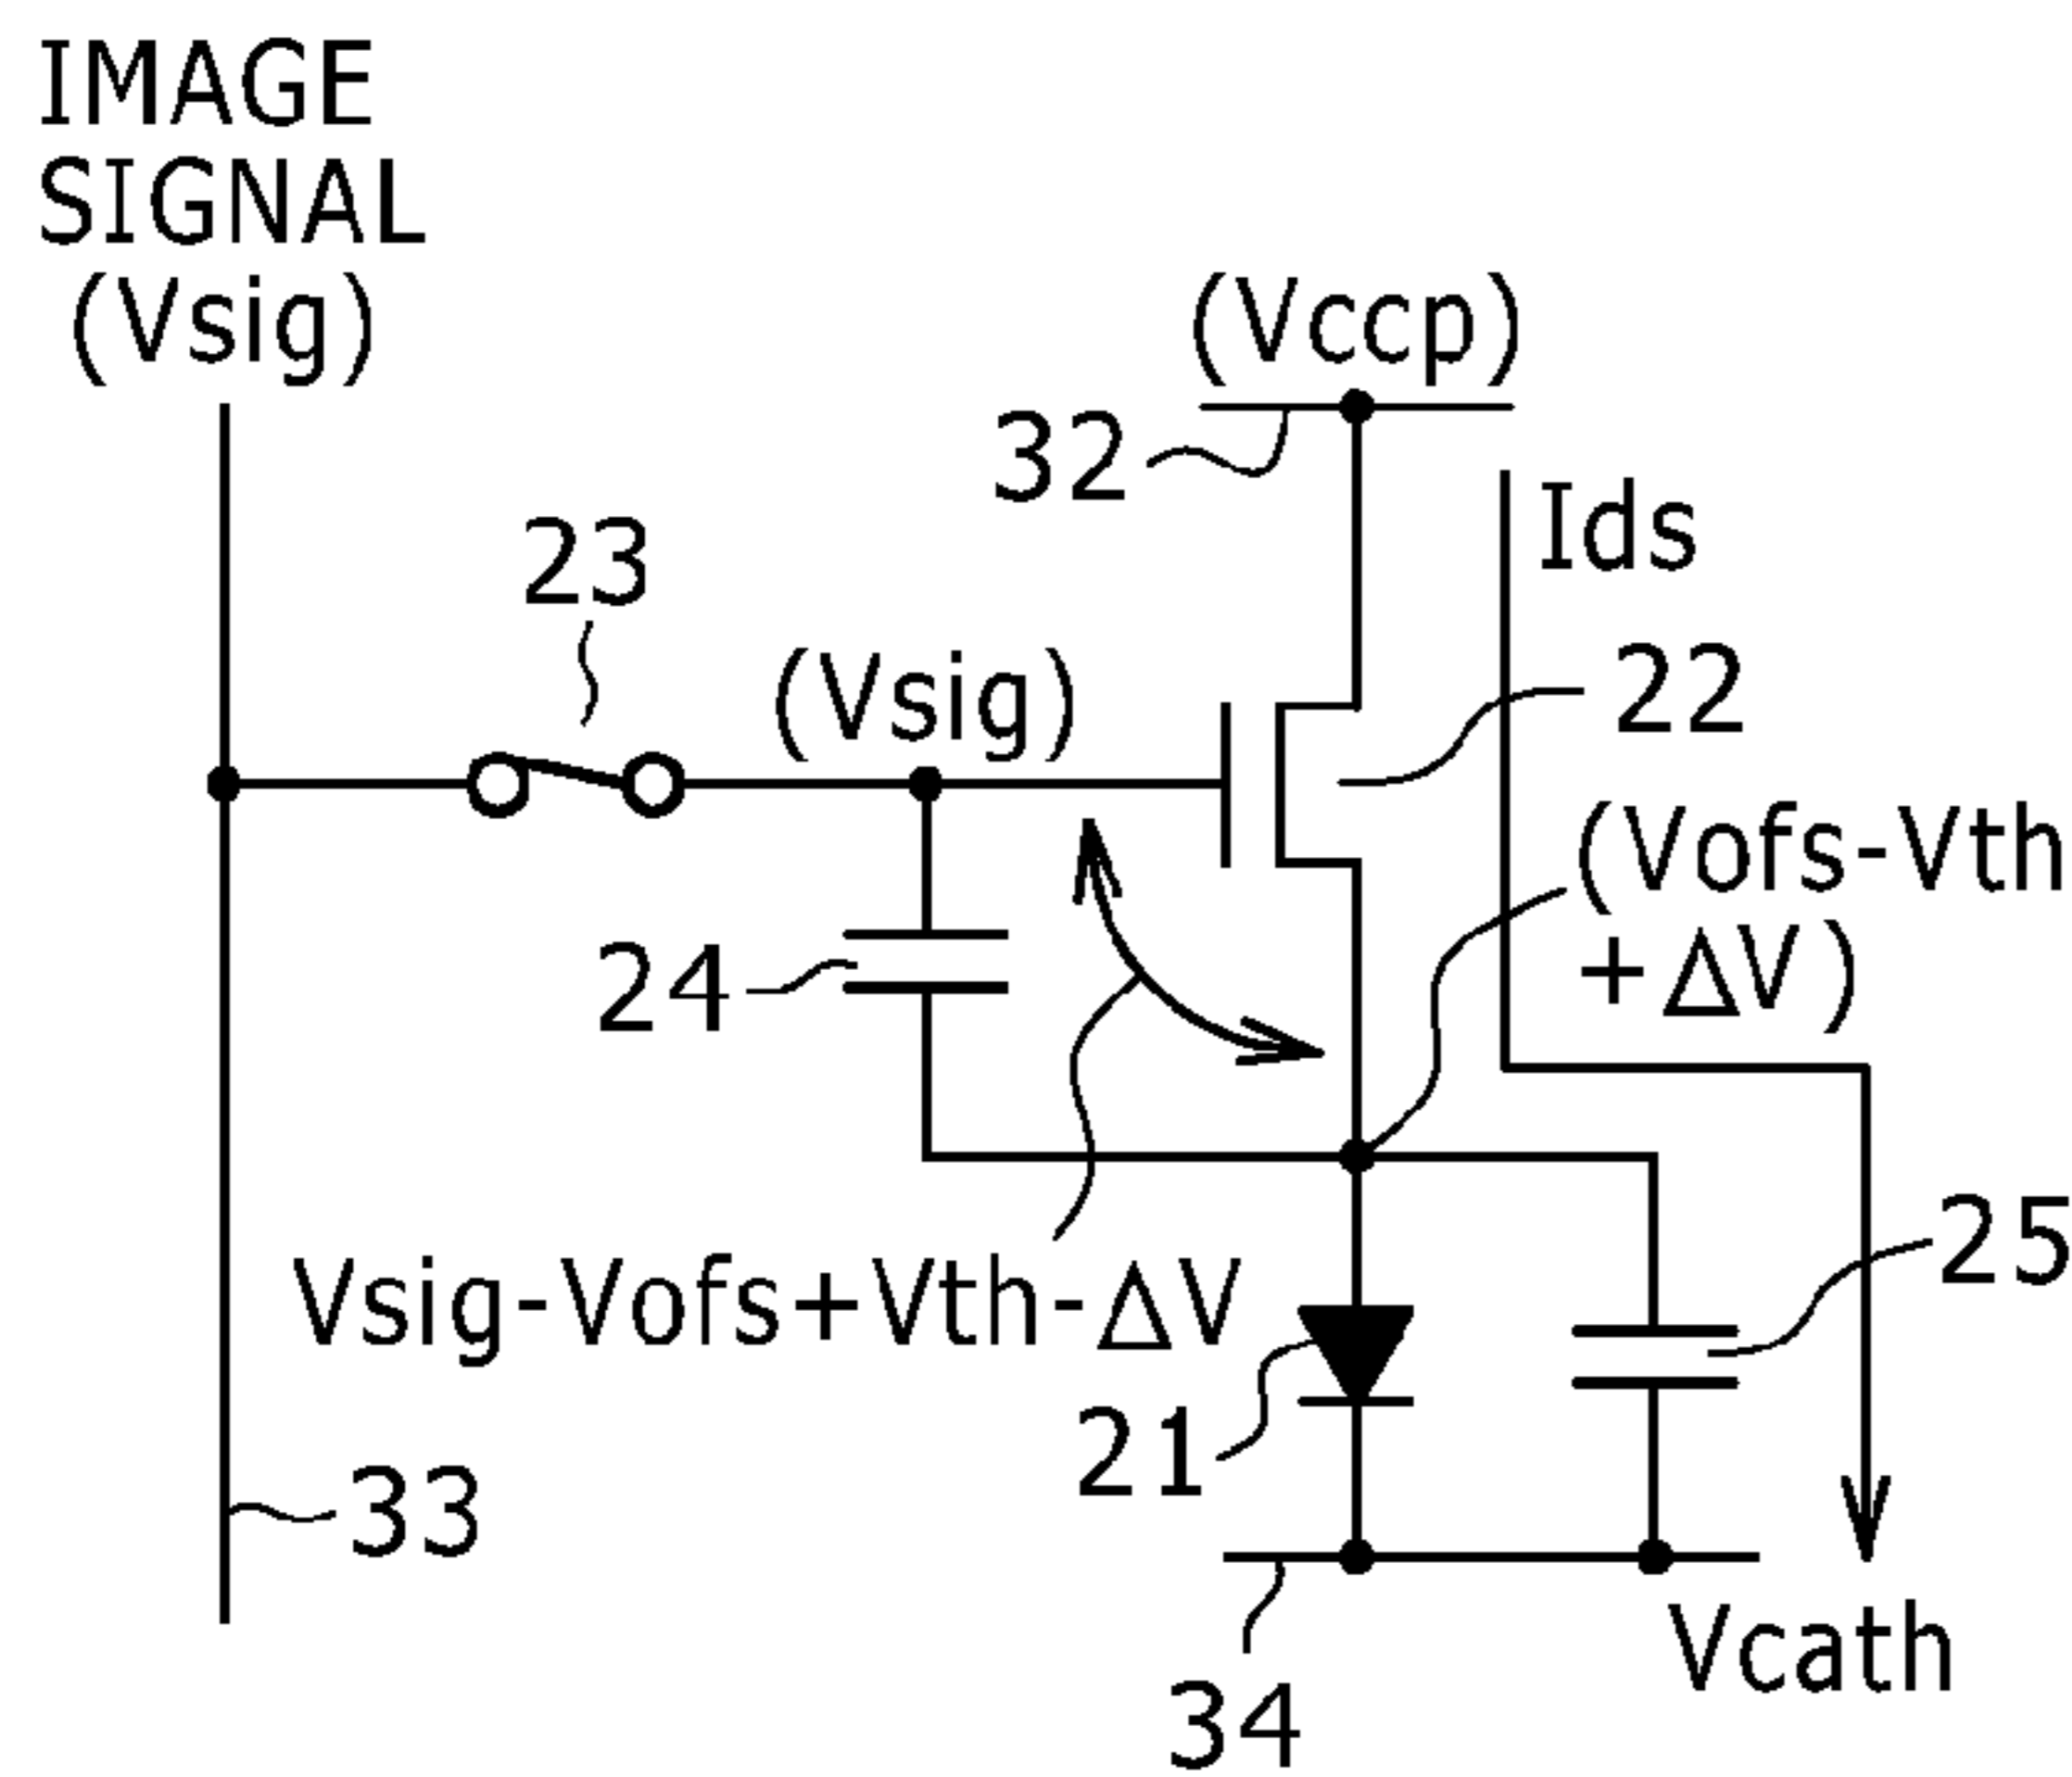 IMAGE
SIGNAL
(Vsig)
(Vccp)
32
Ids
23
(Vsig)
22
(Vofs-Vth
+ΔV)
24
Vsig-Vofs+Vth-ΔV
25
21
33
Vcath
34